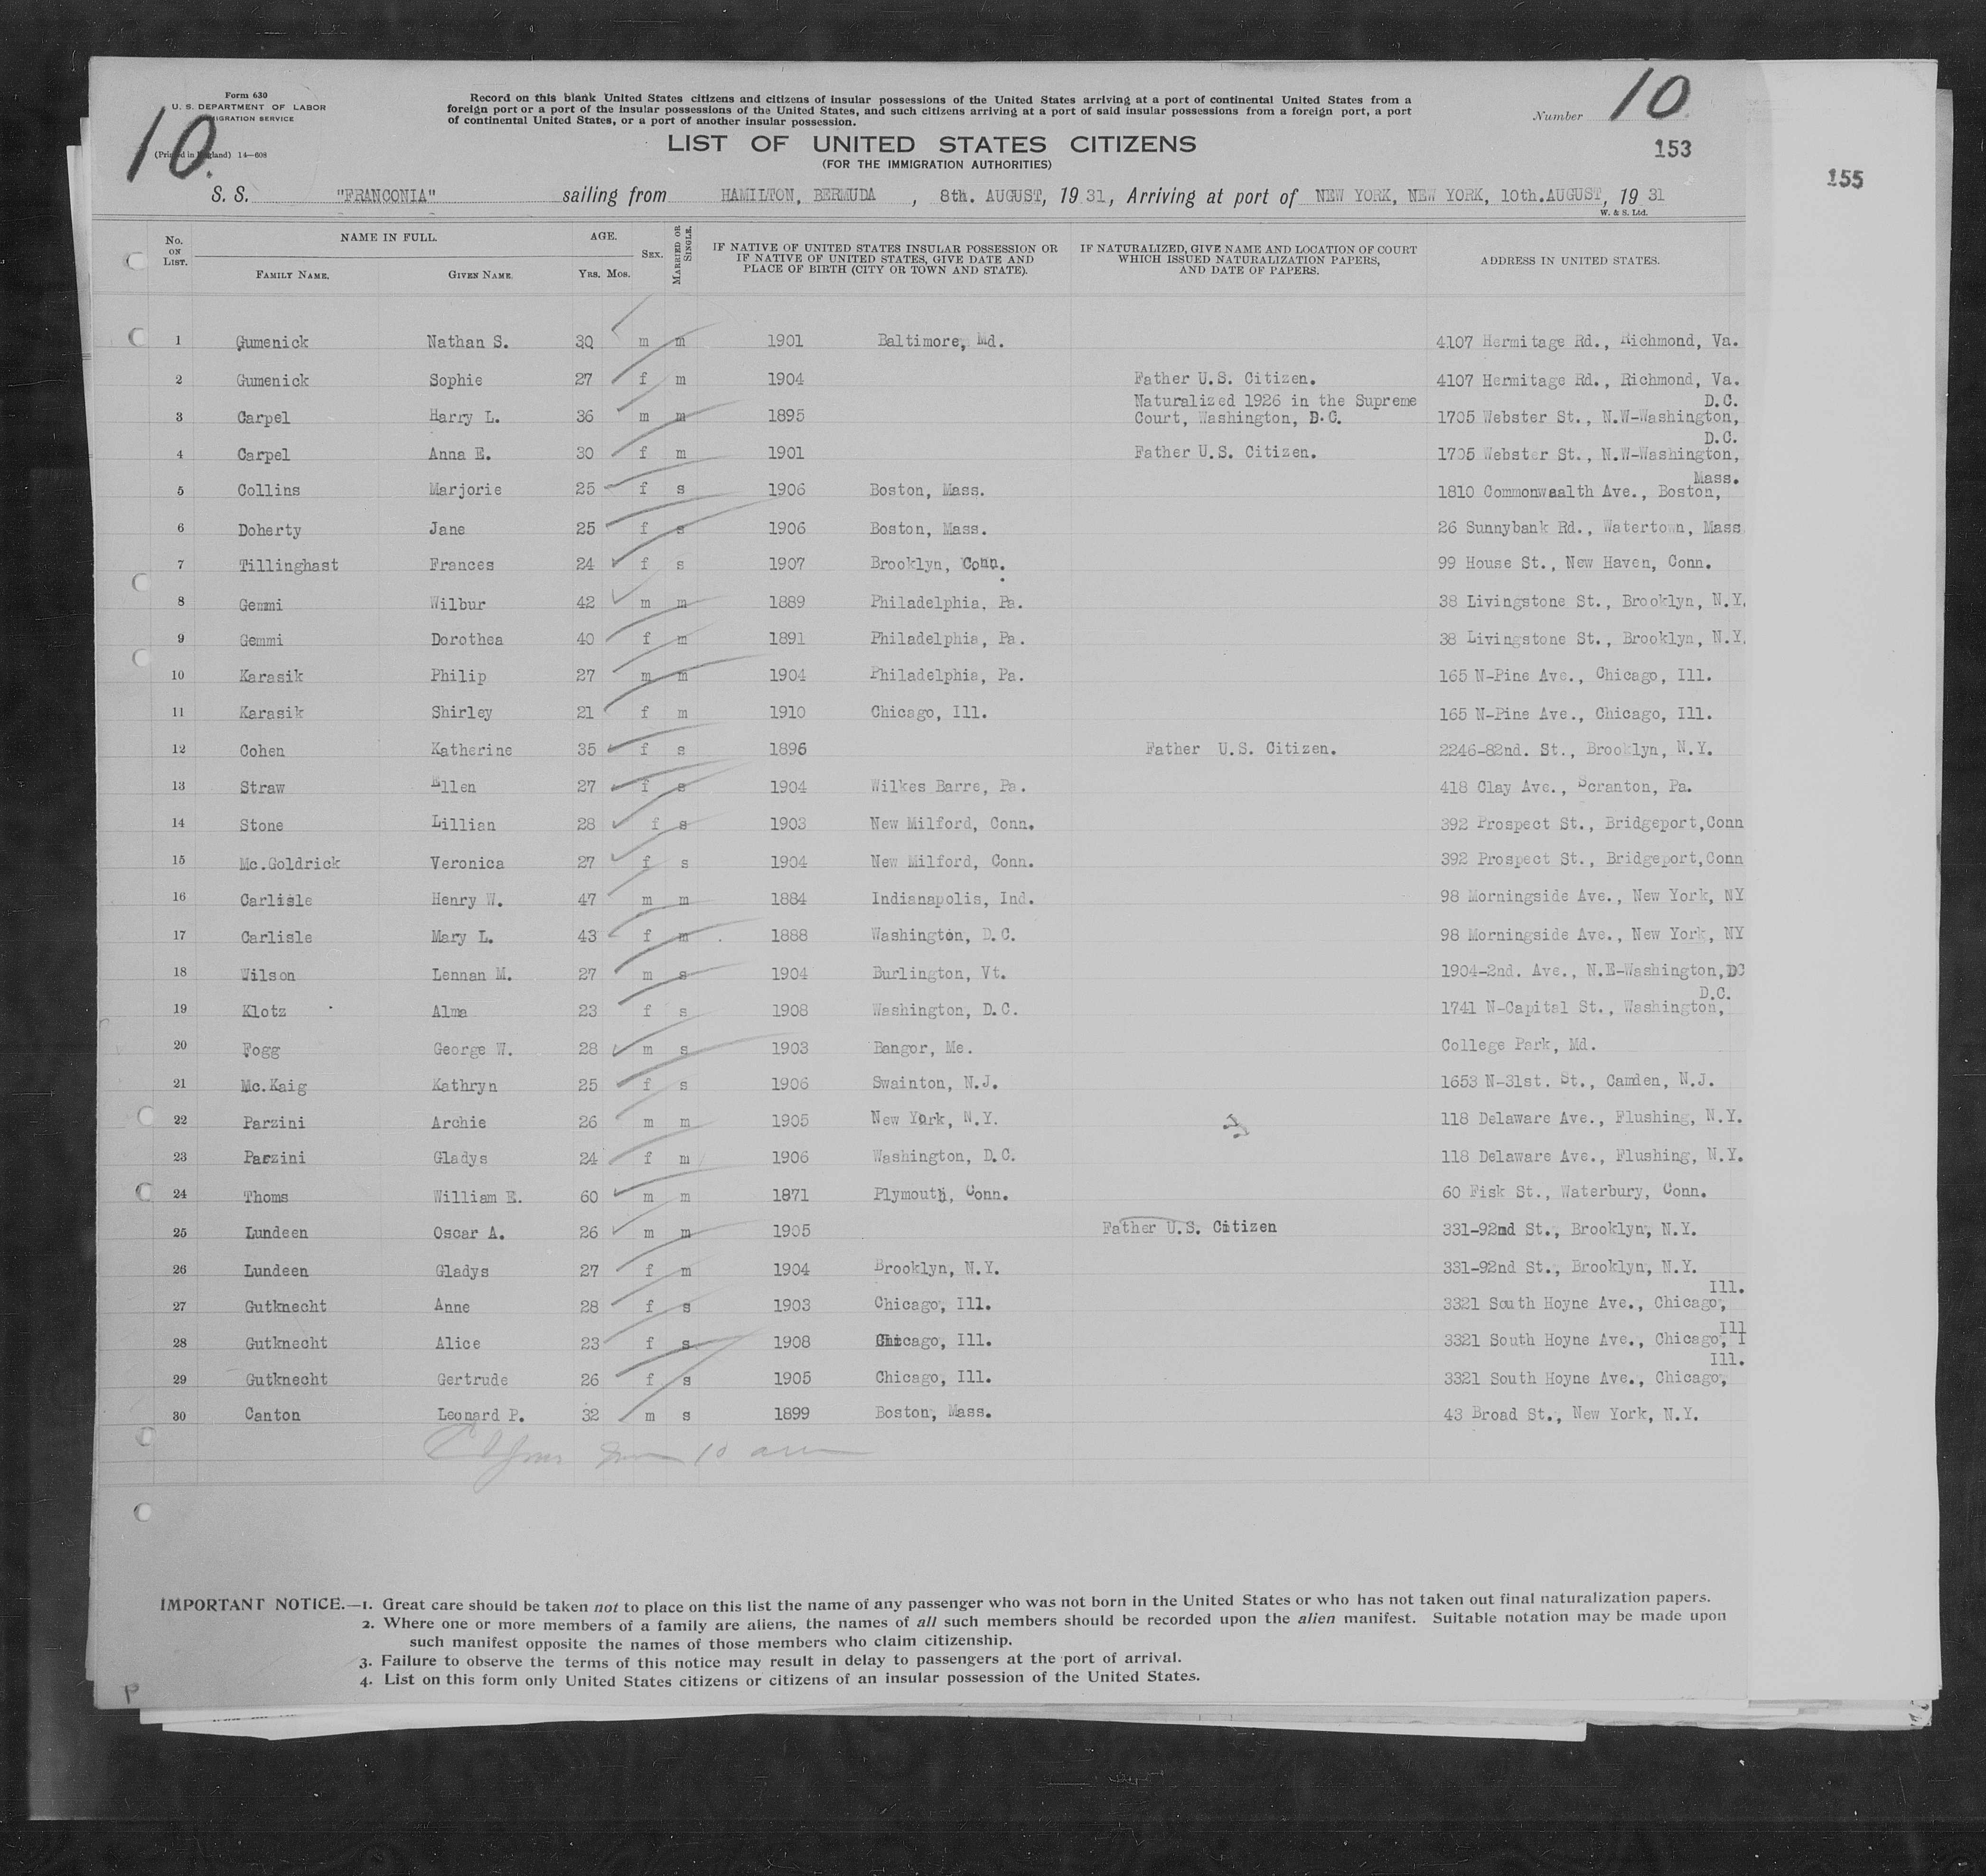 Form 630
U. S. DEPARTMENT OF LABOR
IMMIGRATION SERVICE
(Printed in England) 14—608
10.
Record on this blank United States citizens and citizens of insular possessions of the United States arriving at a port of continental United States from a
foreign port or a port of the insular possessions of the United States, and such citizens arriving at a port of said insular possessions from a foreign port, a port
of continental United States, or a port of another insular possession.
Number 10
LIST OF UNITED STATES CITIZENS
(FOR THE IMMIGRATION AUTHORITIES)
153
155
S. S. "FRANCONIA" sailing from HAMILTON, BERMUDA , 8th. AUGUST, 19 31, Arriving at port of NEW YORK, NEW YORK, 10th.AUGUST, 19 31
W. & S. Ltd.
No. ON LIST.
NAME IN FULL.
FAMILY NAME. GIVEN NAME.
AGE.
Yrs. Mos.
SEX.
MARRIED OR SINGLE.
IF NATIVE OF UNITED STATES INSULAR POSSESSION OR
IF NATIVE OF UNITED STATES, GIVE DATE AND
PLACE OF BIRTH (CITY OR TOWN AND STATE).
IF NATURALIZED, GIVE NAME AND LOCATION OF COURT
WHICH ISSUED NATURALIZATION PAPERS,
AND DATE OF PAPERS.
ADDRESS IN UNITED STATES.
1 Gumenick Nathan S. 30 m m 1901 Baltimore, Md. 4107 Hermitage Rd., Richmond, Va.
2 Gumenick Sophie 27 f m 1904 Father U.S. Citizen. 4107 Hermitage Rd., Richmond, Va.
Naturalized 1926 in the Supreme D.C.
3 Carpel Harry L. 36 m m 1895 Court, Washington, D.C. 1705 Webster St., N.W-Washington,
D.C.
4 Carpel Anna E. 30 f m 1901 Father U.S. Citizen. 1705 Webster St., N.W-Washington,
Mass.
5 Collins Marjorie 25 f s 1906 Boston, Mass. 1810 Commonwealth Ave., Boston,
6 Doherty Jane 25 f s 1906 Boston, Mass. 26 Sunnybank Rd., Watertown, Mass
7 Tillinghast Frances 24 f s 1907 Brooklyn, Conn. 99 House St., New Haven, Conn.
8 Gemmi Wilbur 42 m m 1889 Philadelphia, Pa. 38 Livingstone St., Brooklyn, N.Y.
9 Gemmi Dorothea 40 f m 1891 Philadelphia, Pa. 38 Livingstone St., Brooklyn, N.Y.
10 Karasik Philip 27 m m 1904 Philadelphia, Pa. 165 N-Pine Ave., Chicago, Ill.
11 Karasik Shirley 21 f m 1910 Chicago, Ill. 165 N-Pine Ave., Chicago, Ill.
12 Cohen Katherine 35 f s 1896 Father U.S. Citizen. 2246-82nd. St., Brooklyn, N.Y.
13 Straw Ellen 27 f s 1904 Wilkes Barre, Pa. 418 Clay Ave., Scranton, Pa.
14 Stone Lillian 28 f s 1903 New Milford, Conn. 392 Prospect St., Bridgeport,Conn
15 Mc.Goldrick Veronica 27 f s 1904 New Milford, Conn. 392 Prospect St., Bridgeport,Conn
16 Carlisle Henry W. 47 m m 1884 Indianapolis, Ind. 98 Morningside Ave., New York, NY
17 Carlisle Mary L. 43 f m 1888 Washington, D.C. 98 Morningside Ave., New York, NY
18 Wilson Lennan M. 27 m s 1904 Burlington, Vt. 1904-2nd. Ave., N.E-Washington,DC
D.C.
19 Klotz Alma 23 f s 1908 Washington, D.C. 1741 N-Capital St., Washington,
20 Fogg George W. 28 m s 1903 Bangor, Me. College Park, Md.
21 Mc.Kaig Kathryn 25 f s 1906 Swainton, N.J. 1653 N-31st. St., Camden, N.J.
22 Parzini Archie 26 m m 1905 New York, N.Y. 118 Delaware Ave., Flushing, N.Y.
23 Parzini Gladys 24 f m 1906 Washington, D.C. 118 Delaware Ave., Flushing, N.Y.
24 Thoms William E. 60 m m 1871 Plymouth, Conn. 60 Fisk St., Waterbury, Conn.
25 Lundeen Oscar A. 26 m m 1905 Father U.S. Citizen 331-92nd St., Brooklyn, N.Y.
26 Lundeen Gladys 27 f m 1904 Brooklyn, N.Y. 331-92nd St., Brooklyn, N.Y.
Ill.
27 Gutknecht Anne 28 f s 1903 Chicago, Ill. 3321 South Hoyne Ave., Chicago,
Ill
28 Gutknecht Alice 23 f s 1908 Chicago, Ill. 3321 South Hoyne Ave., Chicago, I
Ill.
29 Gutknecht Gertrude 26 f s 1905 Chicago, Ill. 3321 South Hoyne Ave., Chicago,
30 Canton Leonard P. 32 m s 1899 Boston, Mass. 43 Broad St., New York, N.Y.
10
IMPORTANT NOTICE.—1. Great care should be taken not to place on this list the name of any passenger who was not born in the United States or who has not taken out final naturalization papers.
2. Where one or more members of a family are aliens, the names of all such members should be recorded upon the alien manifest. Suitable notation may be made upon
such manifest opposite the names of those members who claim citizenship.
3. Failure to observe the terms of this notice may result in delay to passengers at the port of arrival.
4. List on this form only United States citizens or citizens of an insular possession of the United States.
P